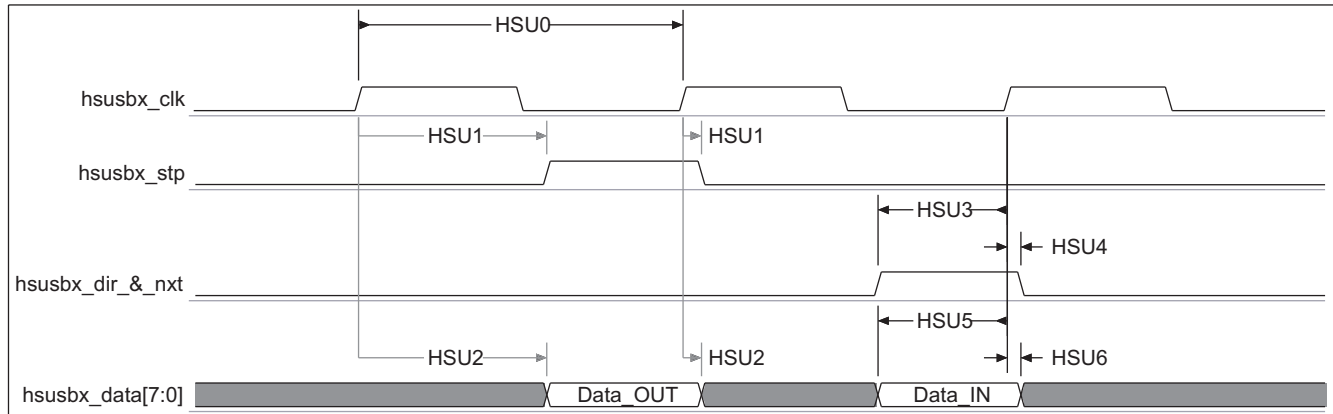 HSU0
hsusbx_clk
HSU1 HSU1
hsusbx_stp
HSU3
HSU4
hsusbx_dir_&_nxt
HSU5
HSU2 HSU2 HSU6
hsusbx_data[7:0] Data_OUT Data_IN